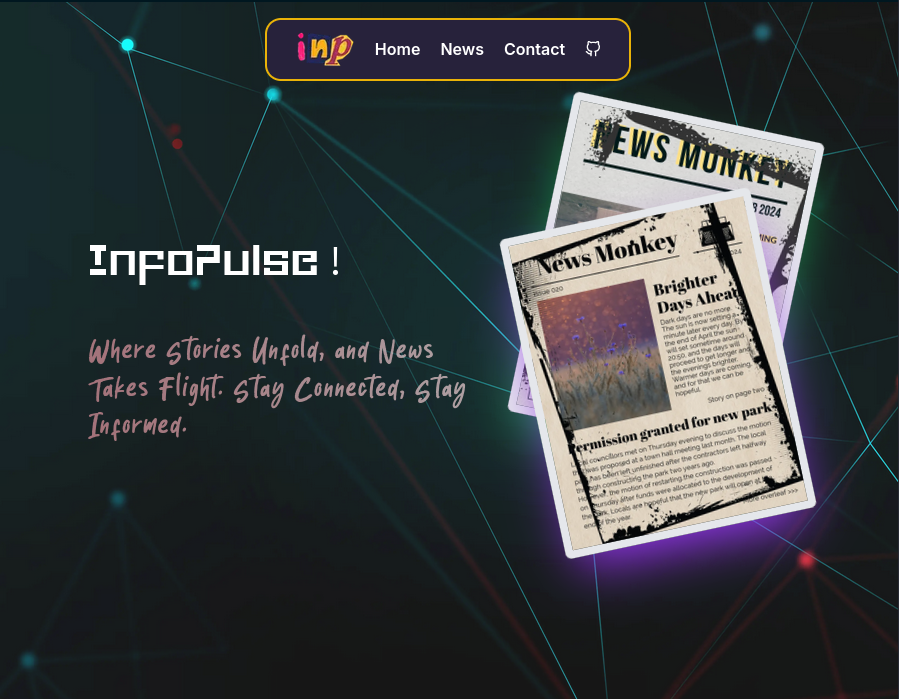 inp Home News Contact
NEWS MONKEY
2024
InfoPulse !
Where Stories Unfold, and News
Takes Flight. Stay Connected, Stay
Informed.
News Monkey
Issue 020
2024
Brighter
Days Ahead
Dark days are no more.
The sun is now setting a
minute later every day. By
the end of April the sun
will set sometime around
20:50, and the days will
proceed to get longer and
the evenings brighter.
Warmer days are coming,
and for that we can be
hopeful.
Story on page two
Permission granted for new park
Local councillors met on Thursday evening to discuss the motion
that was proposed at a town hall meeting last month. The local
park has been left unfinished after the contractors left halfway
through constructing the park two years ago.
However, the motion of restarting the construction was passed
on Thursday after funds were allocated to the development of
the park. Locals are hopeful that the new park will open at
end of the year.
more overleaf >>>